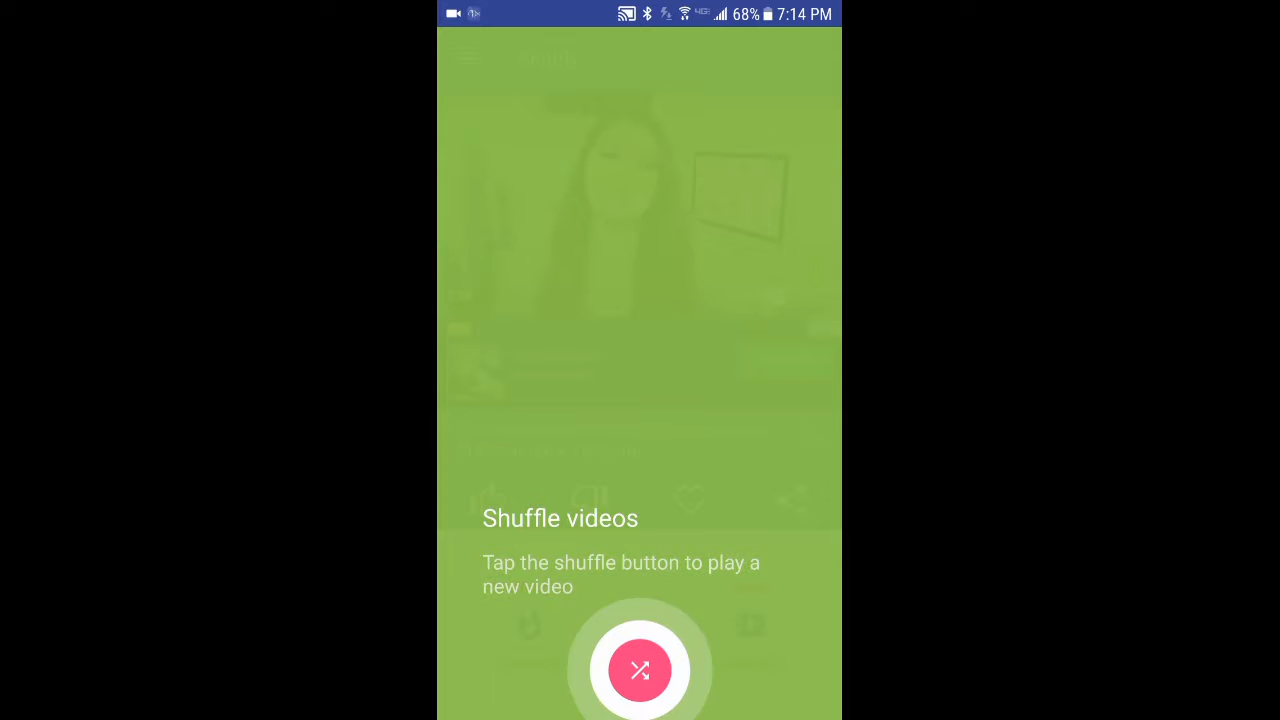 68% 7:14 PM
Shuffle videos
Tap the shuffle button to play a
new video